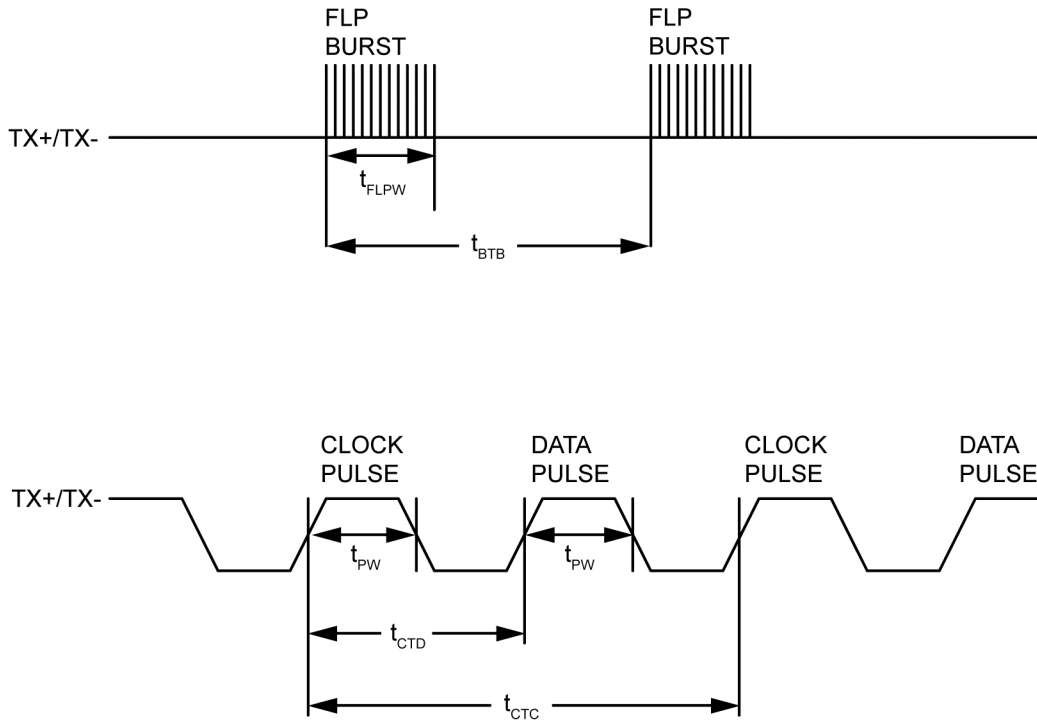 FLP
BURST
FLP
BURST
TX+/TX-
tFLPW
tBTB
CLOCK
PULSE
DATA
PULSE
CLOCK
PULSE
DATA
PULSE
TX+/TX-
tPW
tPW
tCTD
tCTC